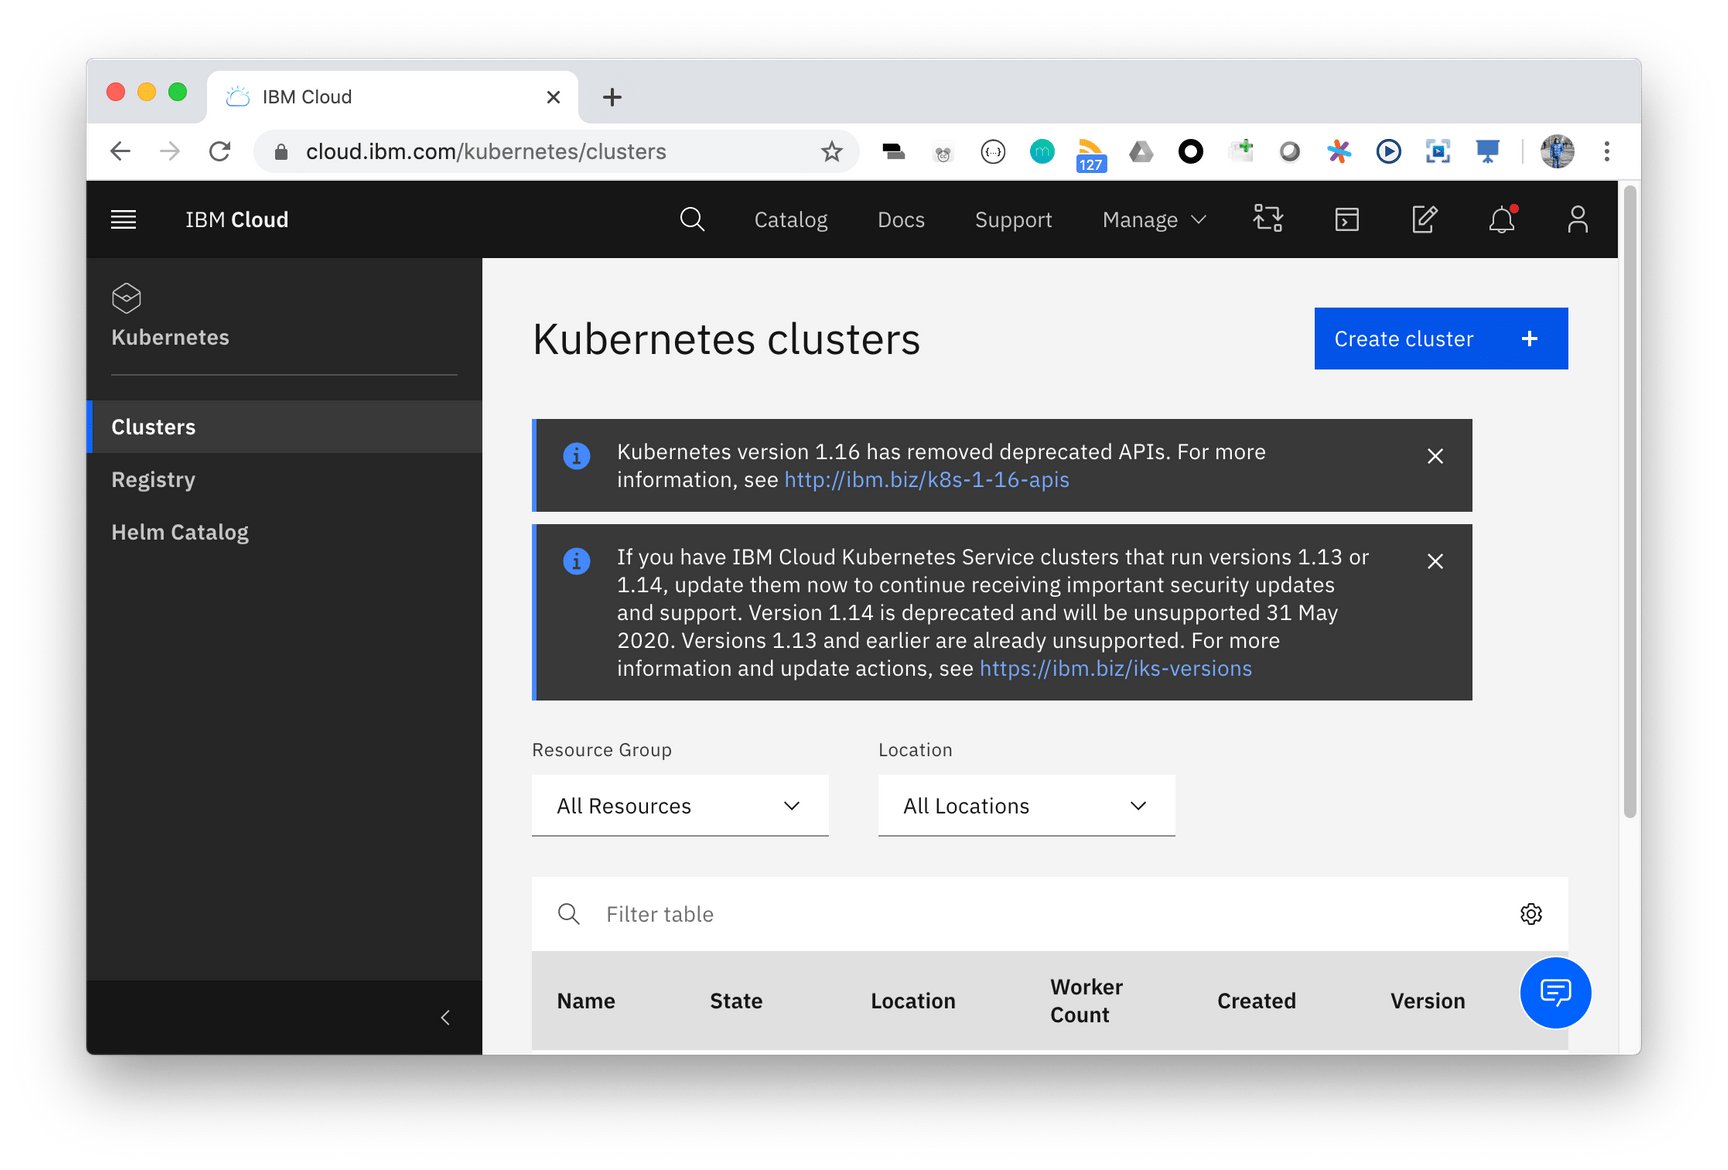 IBM Cloud
cloud.ibm.com/kubernetes/clusters
{...}
m
127
IBM Cloud
Catalog
Docs
Support
Manage
Kubernetes
Clusters
Registry
Helm Catalog
Kubernetes clusters
Create cluster +
Kubernetes version 1.16 has removed deprecated APIs. For more
information, see http://ibm.biz/k8s-1-16-apis
If you have IBM Cloud Kubernetes Service clusters that run versions 1.13 or
1.14, update them now to continue receiving important security updates
and support. Version 1.14 is deprecated and will be unsupported 31 May
2020. Versions 1.13 and earlier are already unsupported. For more
information and update actions, see https://ibm.biz/iks-versions
Resource Group
Location
All Resources
All Locations
Filter table
Name
State
Location
Worker
Count
Created
Version